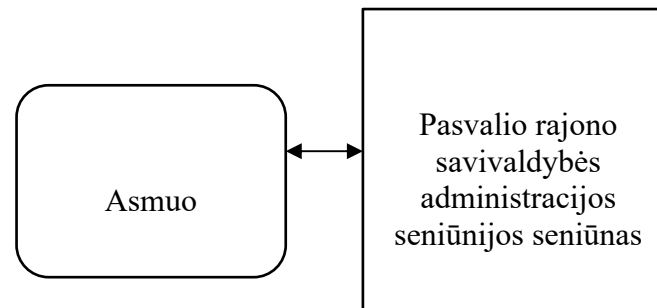 Asmuo
Pasvalio rajono
savivaldybės
administracijos
seniūnijos seniūnas